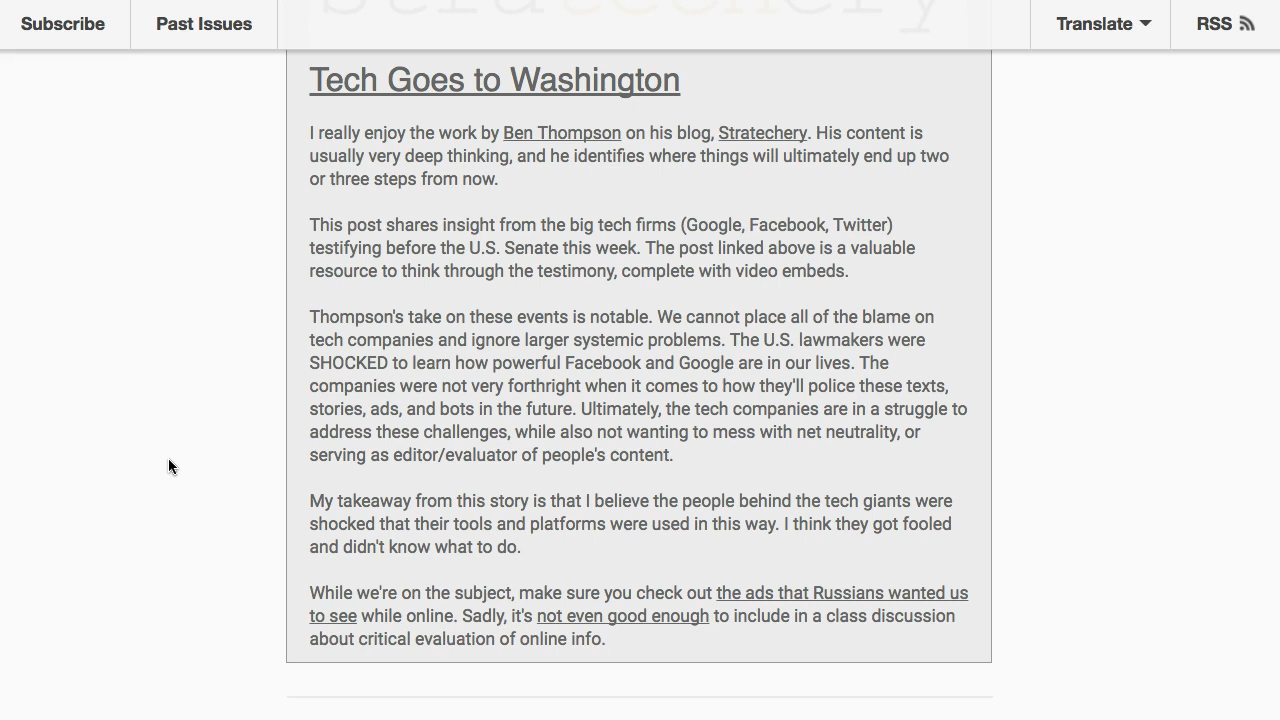 Subscribe
Past Issues
Translate
RSS
Tech Goes to Washington
I really enjoy the work by Ben Thompson on his blog, Stratechery. His content is
usually very deep thinking, and he identifies where things will ultimately end up two
or three steps from now.
This post shares insight from the big tech firms (Google, Facebook, Twitter)
testifying before the U.S. Senate this week. The post linked above is a valuable
resource to think through the testimony, complete with video embeds.
Thompson's take on these events is notable. We cannot place all of the blame on
tech companies and ignore larger systemic problems. The U.S. lawmakers were
SHOCKED to learn how powerful Facebook and Google are in our lives. The
companies were not very forthright when it comes to how they'll police these texts,
stories, ads, and bots in the future. Ultimately, the tech companies are in a struggle to
address these challenges, while also not wanting to mess with net neutrality, or
serving as editor/evaluator of people's content.
My takeaway from this story is that I believe the people behind the tech giants were
shocked that their tools and platforms were used in this way. I think they got fooled
and didn't know what to do.
While we're on the subject, make sure you check out the ads that Russians wanted us
to see while online. Sadly, it's not even good enough to include in a class discussion
about critical evaluation of online info.